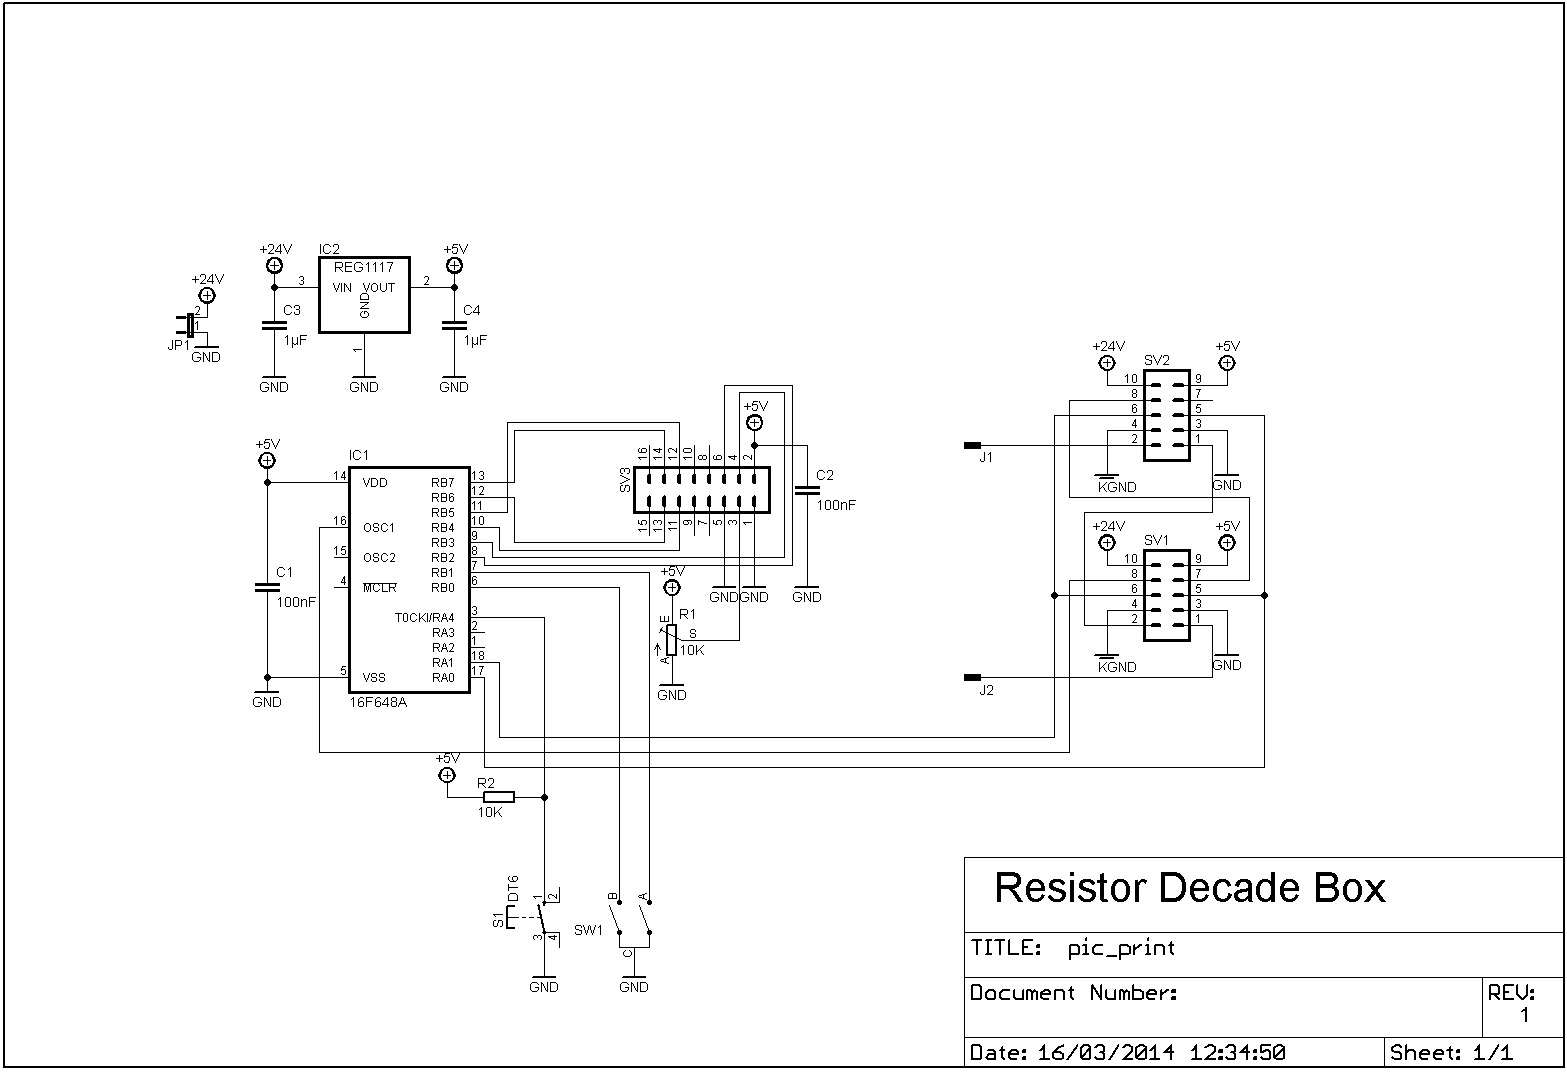 +24V
2
1
JP1
GND
+24V
IC2
REG1117
+5V
3
VIN VOUT
2
GND
1
C3
1µF
C4
1µF
GND
GND
GND
+5V
IC1
14
VDD
RB7
13
RB6
12
RB5
11
16
OSC1
RB4
10
RB3
9
15
OSC2
RB2
8
RB1
7
4
MCLR
RB0
6
T0CKI/RA4
3
RA3
2
RA2
1
RA1
18
5
VSS
RA0
17
16F648A
C1
100nF
GND
+5V
16
14
12
10
8
6
4
2
SV3
15
13
11
9
7
5
3
1
C2
100nF
GND
GND
GND
+5V
E
R1
S
10K
A
GND
+5V
R2
10K
S1
DT6
1
2
3
4
GND
B
A
SW1
C
GND
J1
J2
+24V
SV2
+5V
10
9
8
7
6
5
4
3
2
1
KGND
GND
+24V
SV1
+5V
10
9
8
7
6
5
4
3
2
1
KGND
GND
Resistor Decade Box
TITLE: pic_print
Document Number:
REV:
1
Date: 16/03/2014 12:34:50
Sheet: 1/1